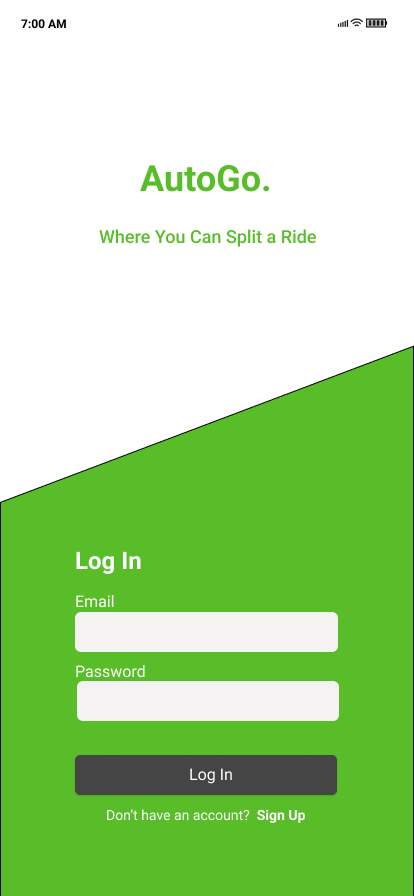 7:00 AM
AutoGo.
Where You Can Split a Ride
Log In
Email
Password
Log In
Don’t have an account? Sign Up